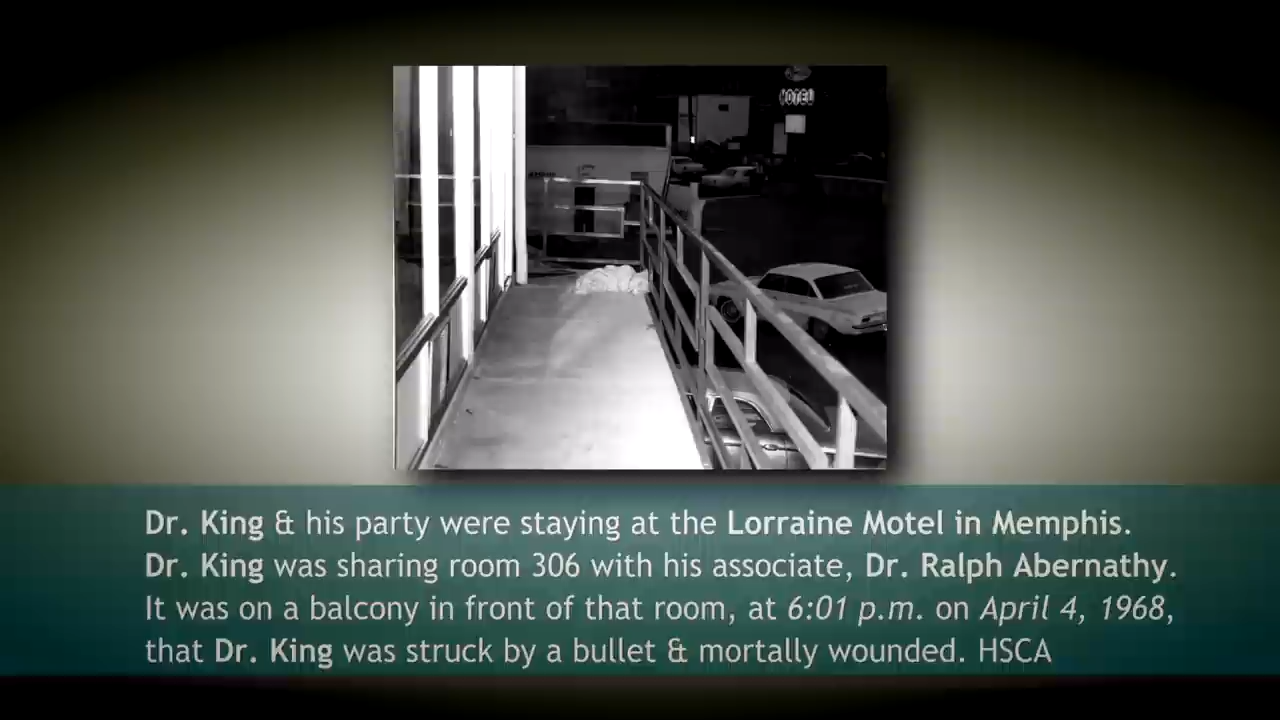 MOTEL
Dr. King & his party were staying at the Lorraine Motel in Memphis.
Dr. King was sharing room 306 with his associate, Dr. Ralph Abernathy.
It was on a balcony in front of that room, at 6:01 p.m. on April 4, 1968,
that Dr. King was struck by a bullet & mortally wounded. HSCA